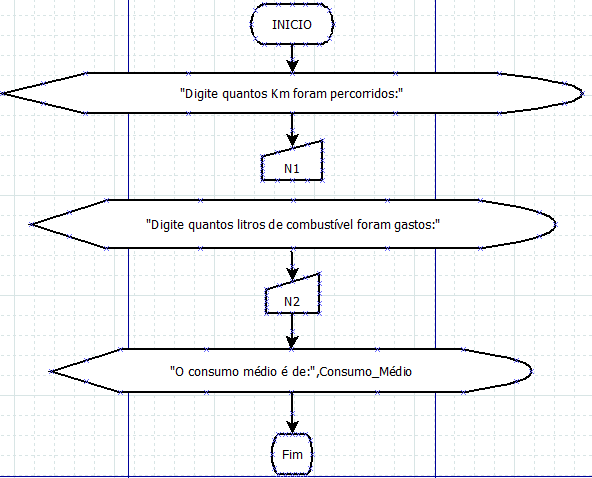 INICIO
"Digite quantos Km foram percorridos:"
N1
"Digite quantos litros de combustível foram gastos:"
N2
"O consumo médio é de:",Consumo_Médio
Fim